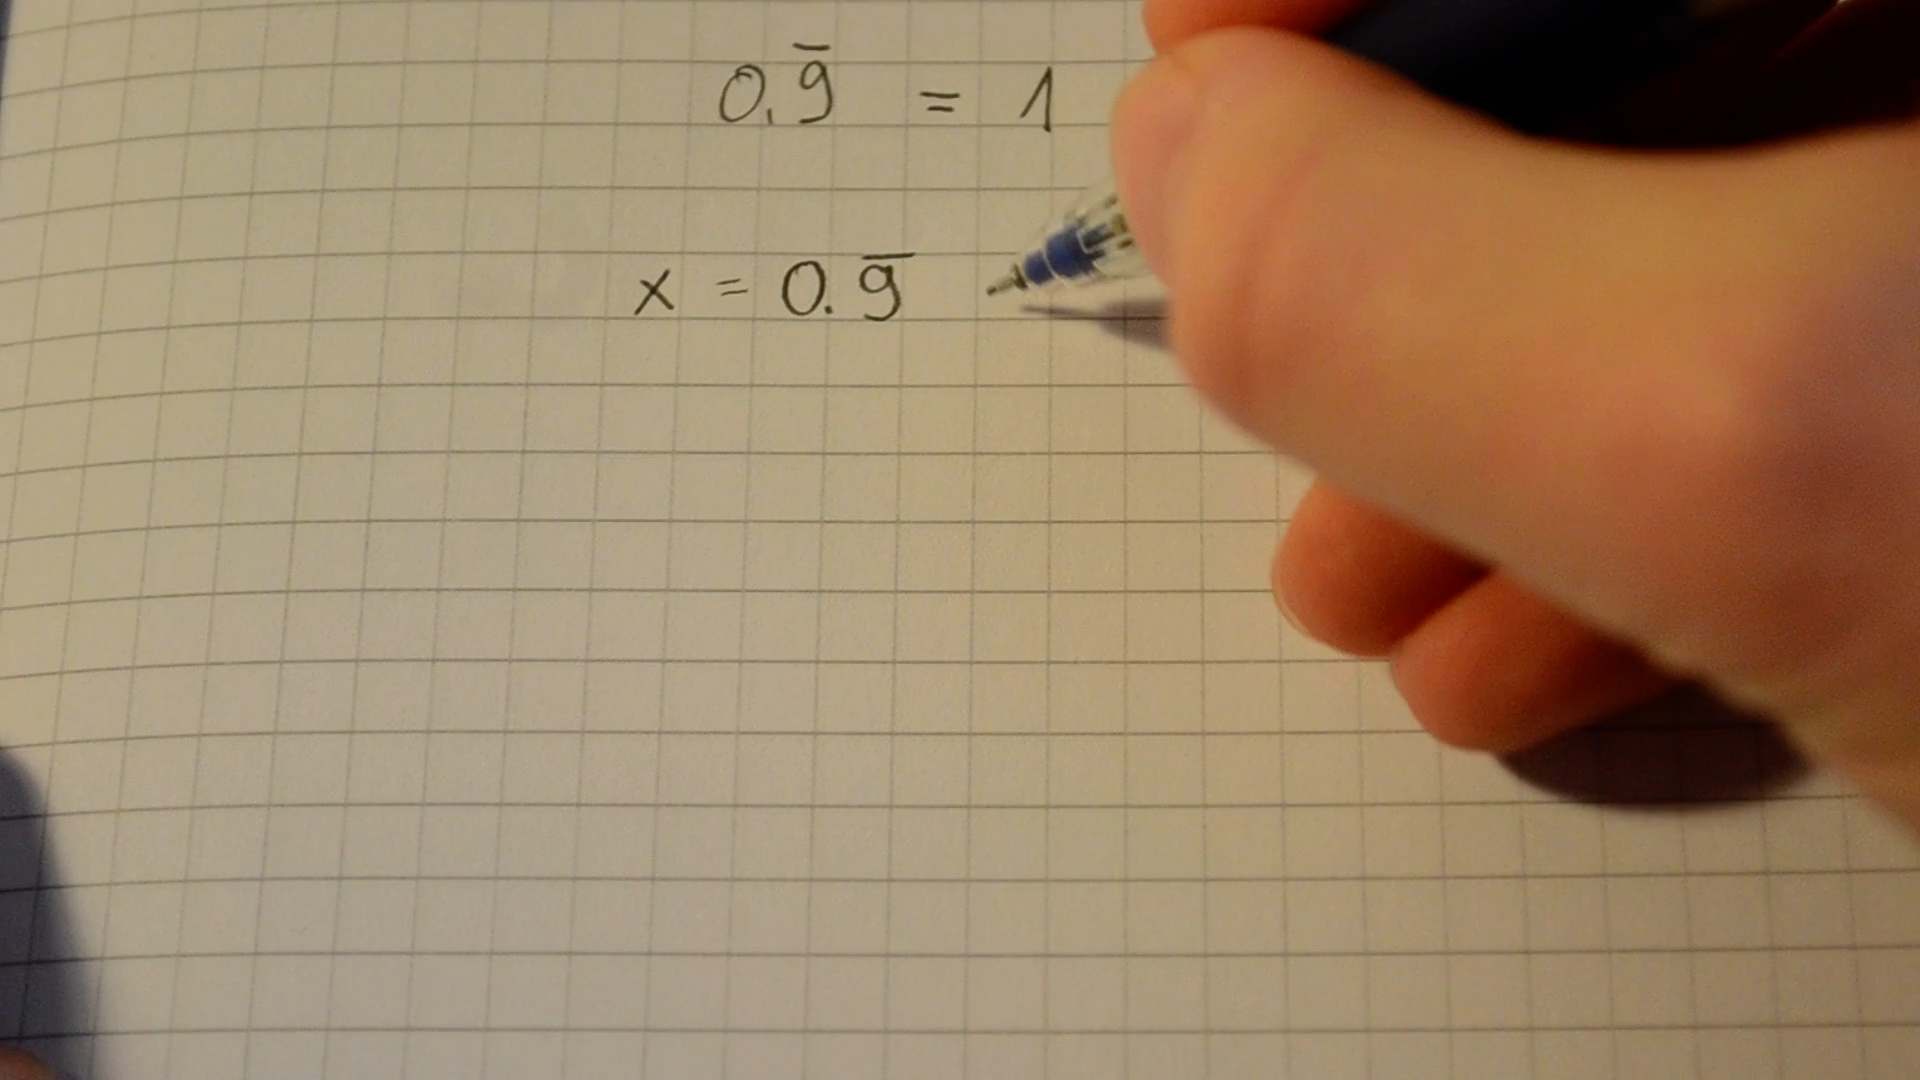 0.9̅ = 1
x = 0.9̅